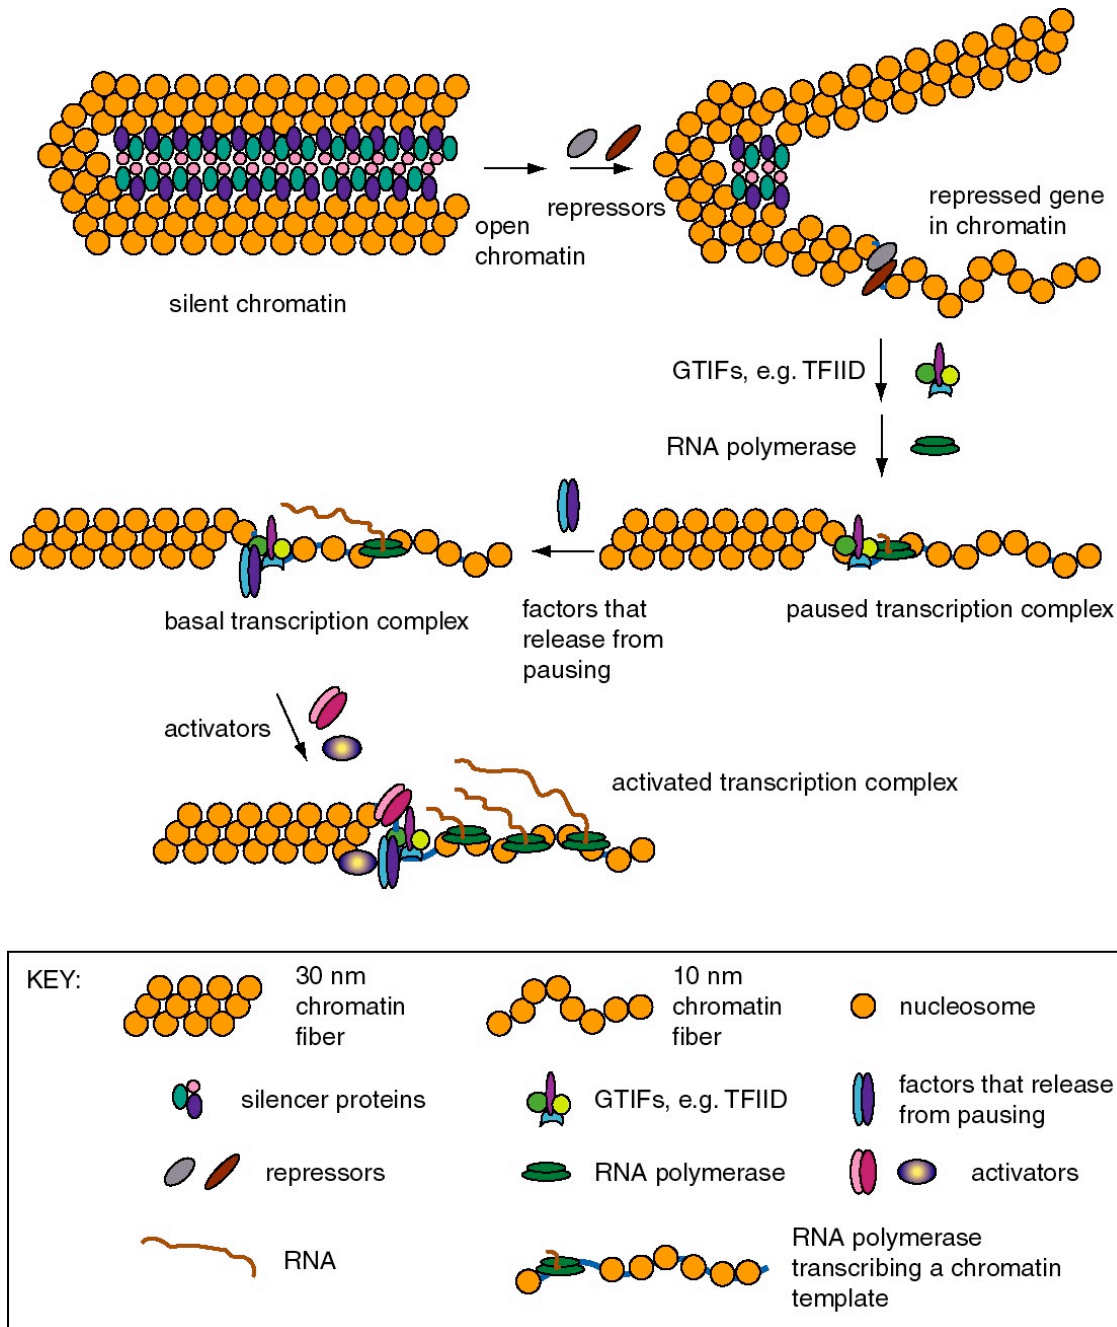 silent chromatin
open
chromatin
repressors
repressed gene
in chromatin
GTIFs, e.g. TFIID
RNA polymerase
basal transcription complex
factors that
release from
pausing
paused transcription complex
activators
activated transcription complex
KEY:
30 nm
chromatin
fiber
10 nm
chromatin
fiber
nucleosome
silencer proteins
GTIFs, e.g. TFIID
factors that release
from pausing
repressors
RNA polymerase
activators
RNA
RNA polymerase
transcribing a chromatin
template